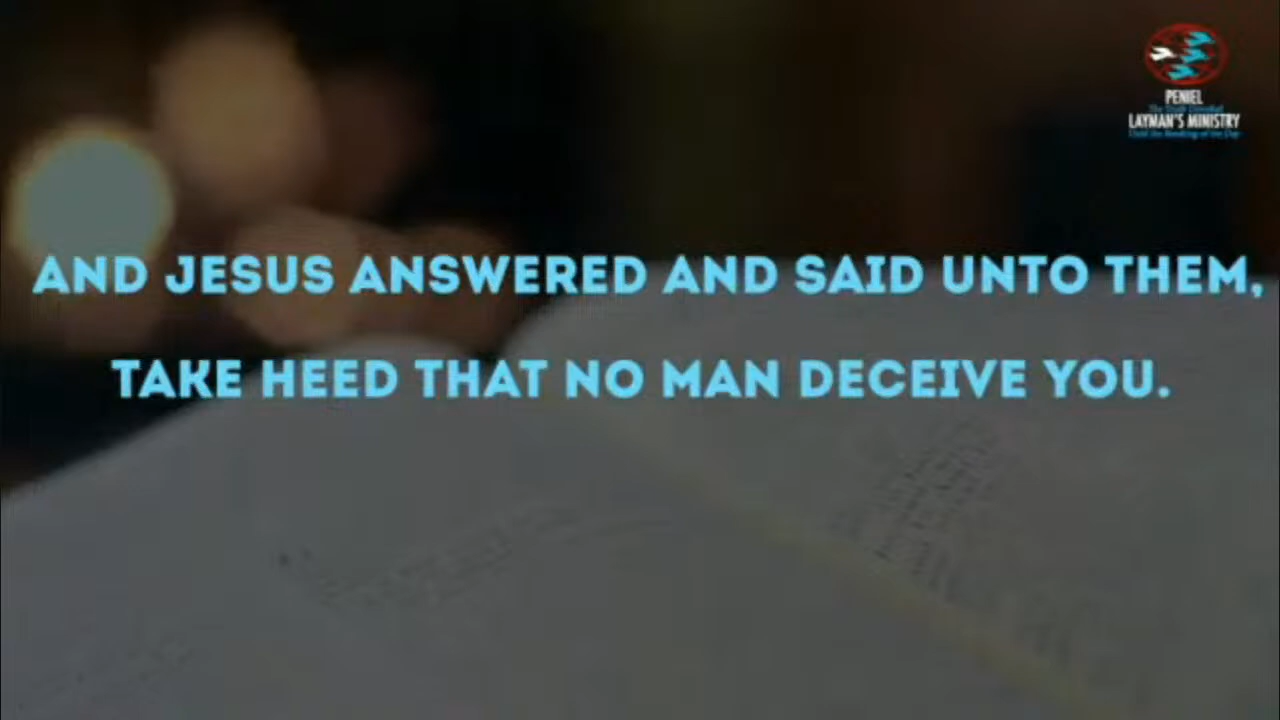 PENIEL
LAYMAN'S MINISTRY
AND JESUS ANSWERED AND SAID UNTO THEM,
TAKE HEED THAT NO MAN DECEIVE YOU.